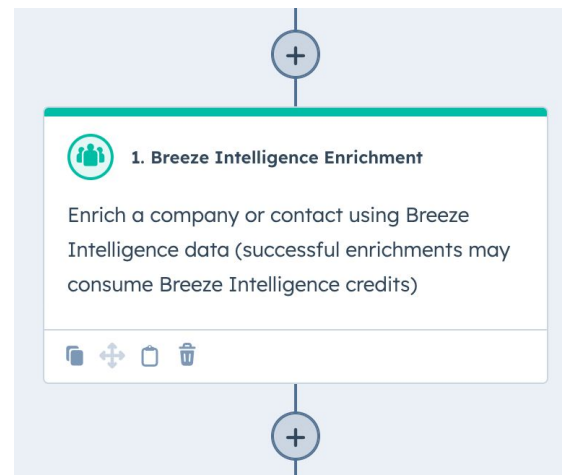 1. Breeze Intelligence Enrichment
Enrich a company or contact using Breeze
Intelligence data (successful enrichments may
consume Breeze Intelligence credits)